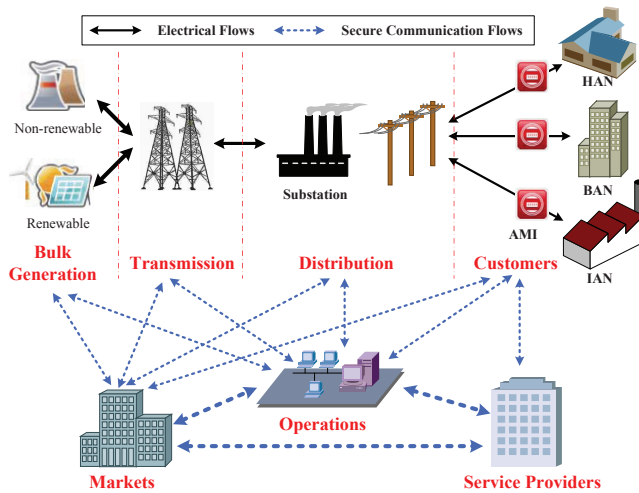 Electrical Flows
Secure Communication Flows
Non-renewable
Renewable
Substation
HAN
BAN
AMI
IAN
Bulk
Generation
Transmission
Distribution
Customers
Operations
Markets
Service Providers